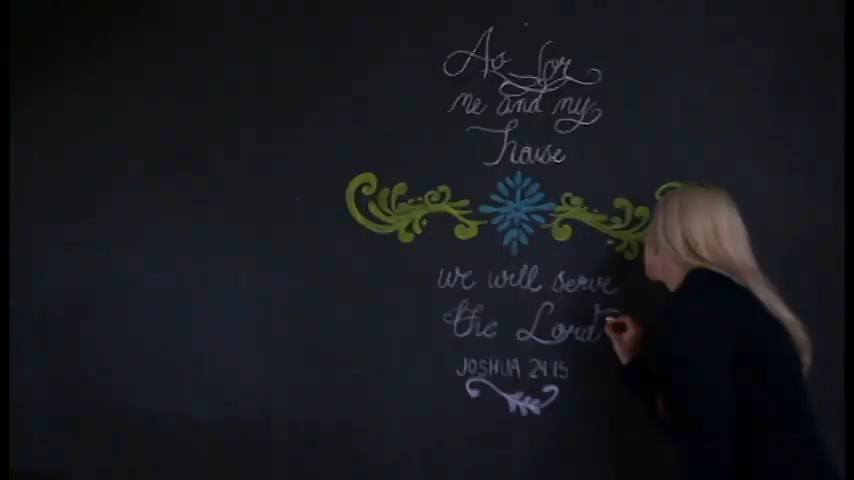 As for
me and my
house
we will serve
the Lord
JOSHUA 24:15